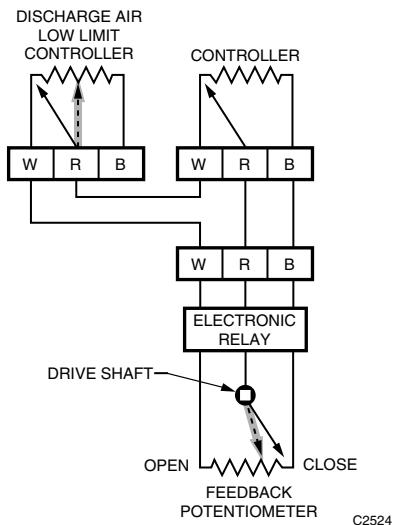 DISCHARGE AIR
LOW LIMIT
CONTROLLER
CONTROLLER
W R B
W R B
W R B
ELECTRONIC
RELAY
DRIVE SHAFT
OPEN
CLOSE
FEEDBACK
POTENTIOMETER
C2524